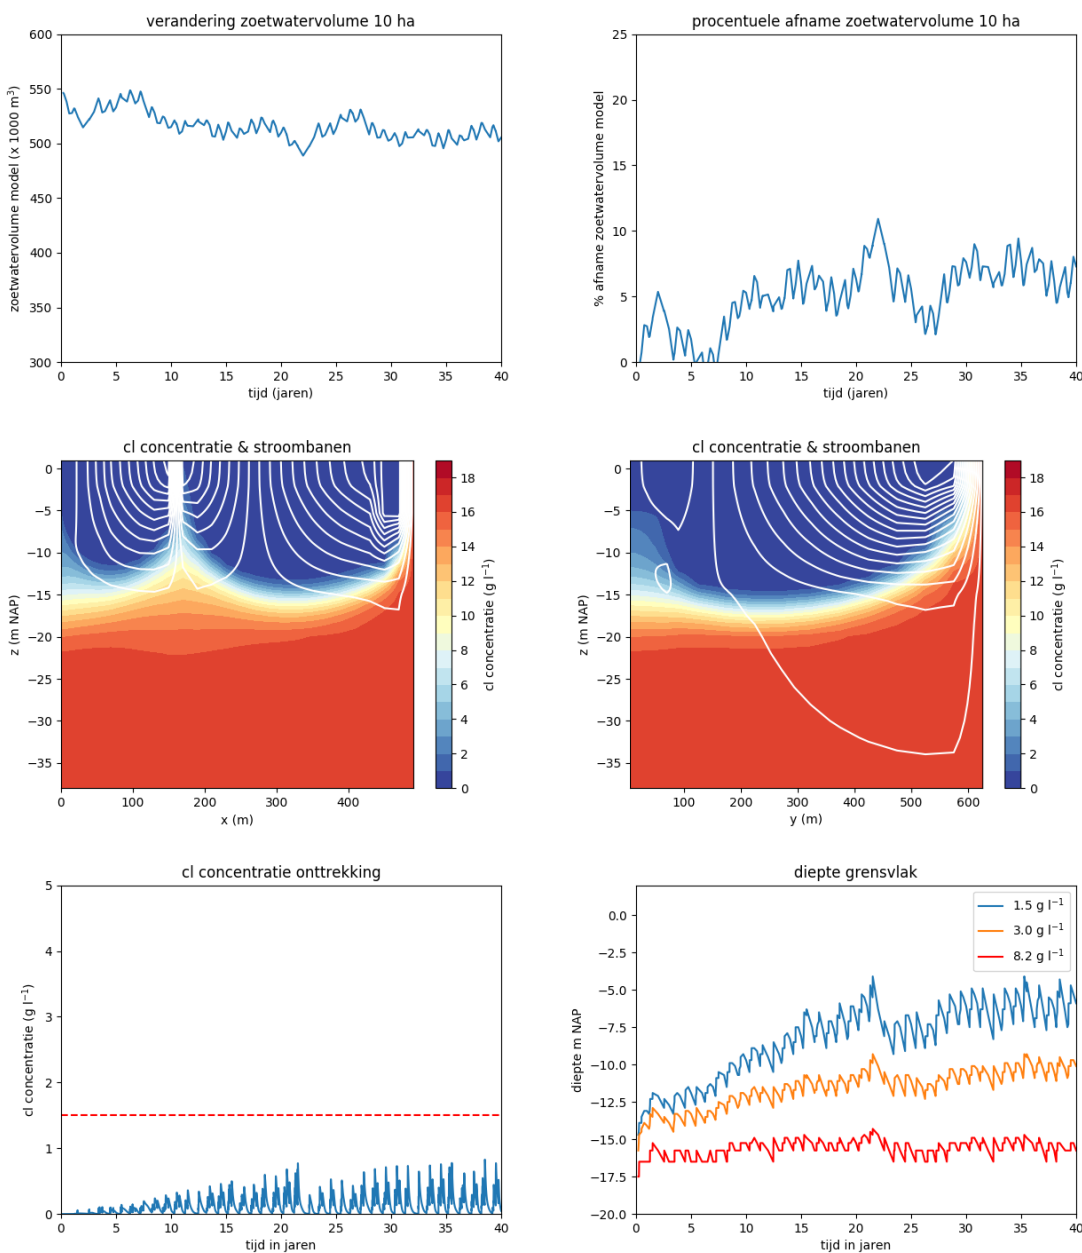 verandering zoetwatervolume 10 ha
600
550
500
450
400
350
300
zoetwatervolume model (x 1000 m³)
0 5 10 15 20 25 30 35 40
tijd (jaren)
procentuele afname zoetwatervolume 10 ha
25
20
15
10
5
0
% afname zoetwatervolume model
0 5 10 15 20 25 30 35 40
tijd (jaren)
cl concentratie & stroombanen
0
−5
−10
−15
−20
−25
−30
−35
z (m NAP)
0 100 200 300 400
x (m)
18
16
14
12
10
8
6
4
2
0
cl concentratie (g l⁻¹)
cl concentratie & stroombanen
0
−5
−10
−15
−20
−25
−30
−35
z (m NAP)
100 200 300 400 500 600
y (m)
18
16
14
12
10
8
6
4
2
0
cl concentratie (g l⁻¹)
cl concentratie onttrekking
5
4
3
2
1
0
cl concentratie (g l⁻¹)
0 5 10 15 20 25 30 35 40
tijd in jaren
diepte grensvlak
0.0
−2.5
−5.0
−7.5
−10.0
−12.5
−15.0
−17.5
−20.0
diepte m NAP
1.5 g l⁻¹
3.0 g l⁻¹
8.2 g l⁻¹
0 5 10 15 20 25 30 35 40
tijd in jaren